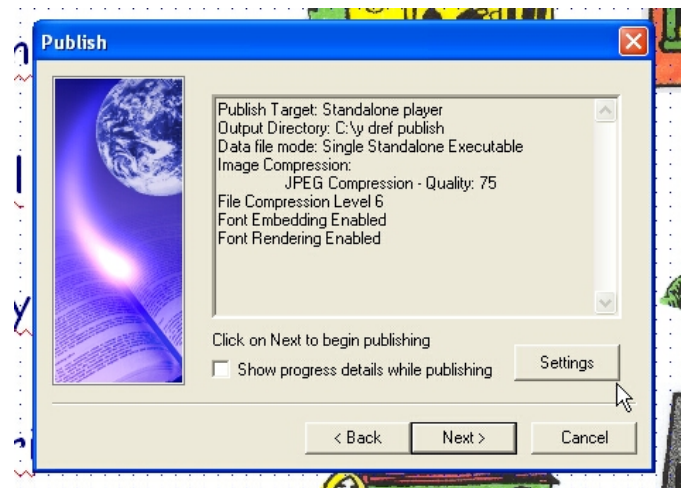 Publish
Publish Target: Standalone player
Output Directory: C:\y dref publish
Data file mode: Single Standalone Executable
Image Compression:
JPEG Compression - Quality: 75
File Compression Level 6
Font Embedding Enabled
Font Rendering Enabled
Click on Next to begin publishing
Show progress details while publishing
Settings
< Back
Next >
Cancel